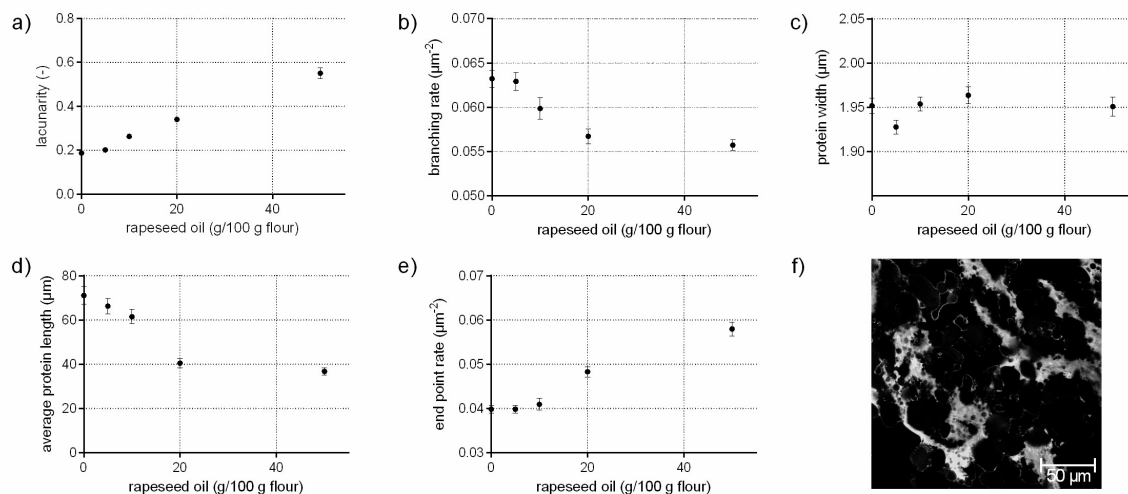 a)
0.8
0.6
0.4
0.2
0.0
lacunarity (-)
0 20 40
rapeseed oil (g/100 g flour)
b)
0.070
0.065
0.060
0.055
0.050
branching rate (µm⁻²)
0 20 40
rapeseed oil (g/100 g flour)
c)
2.05
2.00
1.95
1.90
protein width (µm)
0 20 40
rapeseed oil (g/100 g flour)
d)
80
60
40
20
0
average protein length (µm)
0 20 40
rapeseed oil (g/100 g flour)
e)
0.07
0.06
0.05
0.04
0.03
end point rate (µm⁻²)
0 20 40
rapeseed oil (g/100 g flour)
f)
50 µm